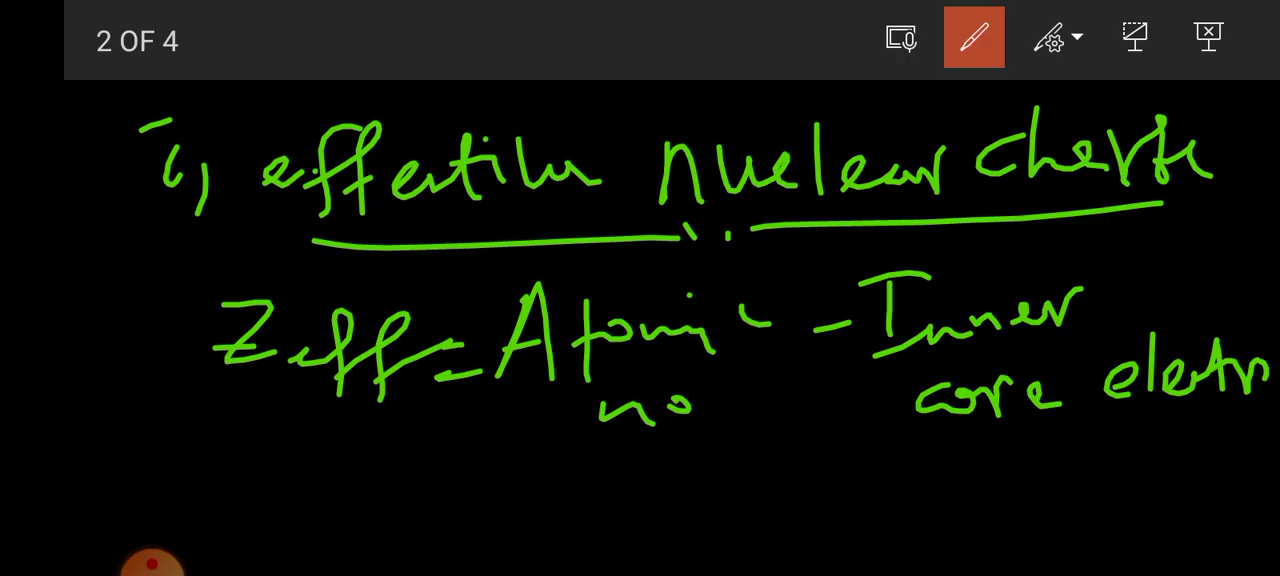 2 OF 4
i) effective nuclear charge
Zeff = Atomic - Inner
no core electr